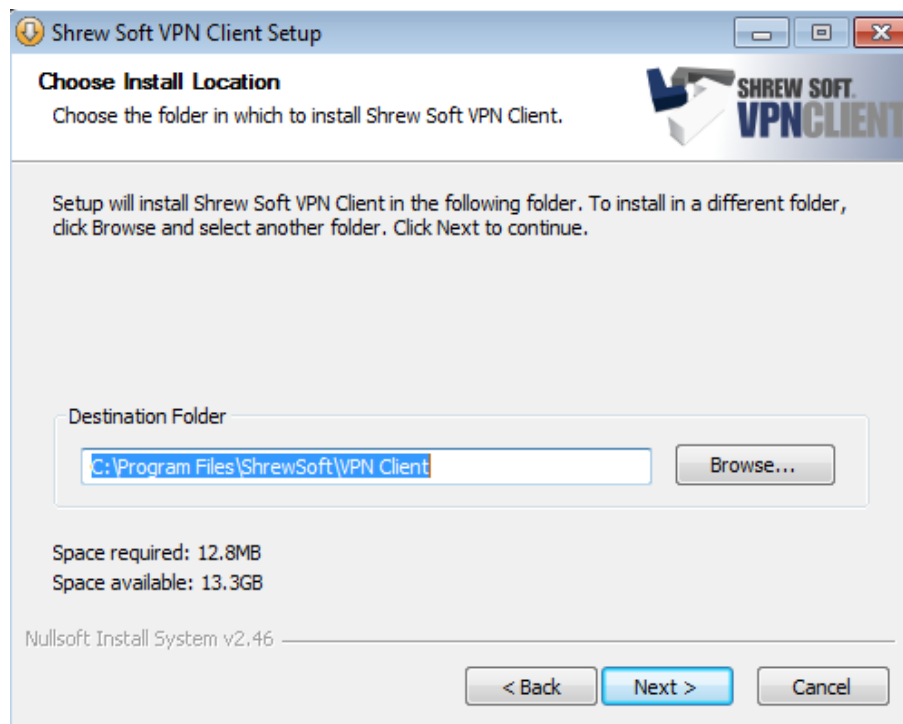 Shrew Soft VPN Client Setup
Choose Install Location
Choose the folder in which to install Shrew Soft VPN Client.
SHREW SOFT.
VPNCLIENT
Setup will install Shrew Soft VPN Client in the following folder. To install in a different folder,
click Browse and select another folder. Click Next to continue.
Destination Folder
C:\Program Files\ShrewSoft\VPN Client
Browse...
Space required: 12.8MB
Space available: 13.3GB
Nullsoft Install System v2.46
< Back
Next >
Cancel